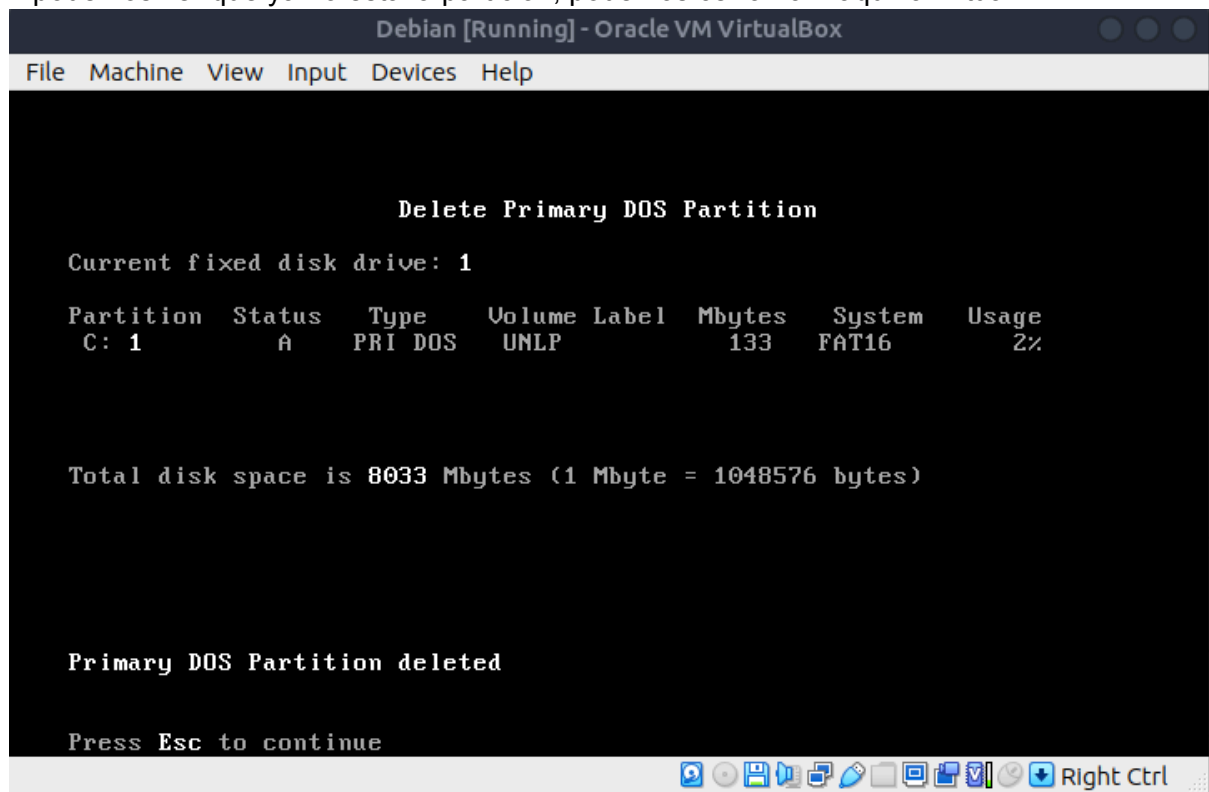 Debian [Running] - Oracle VM VirtualBox
File Machine View Input Devices Help
Delete Primary DOS Partition
Current fixed disk drive: 1
Partition Status Type Volume Label Mbytes System Usage
C: 1 A PRI DOS UNLP 133 FAT16 2%
Total disk space is 8033 Mbytes (1 Mbyte = 1048576 bytes)
Primary DOS Partition deleted
Press Esc to continue
Right Ctrl